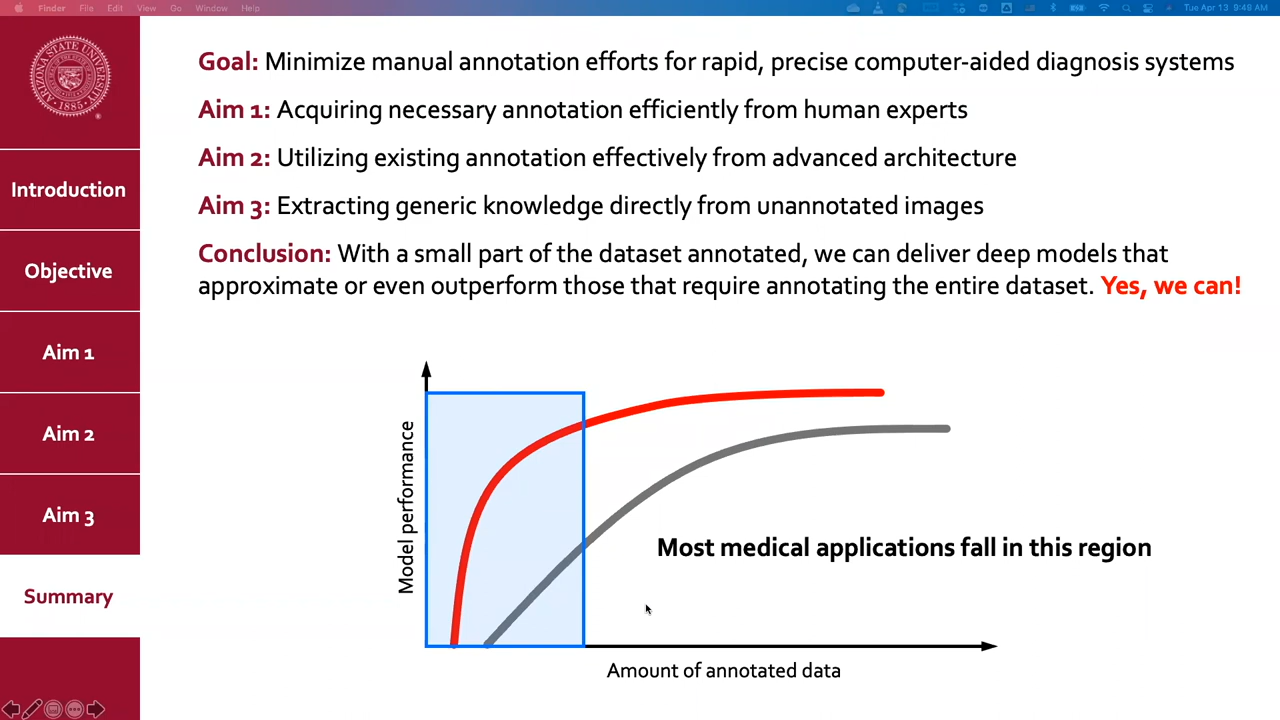 Finder File Edit View Go Window Help
Tue Apr 13 9:49 AM
ARIZONA STATE UNIVERSITY
1885
Introduction
Objective
Aim 1
Aim 2
Aim 3
Summary
Goal: Minimize manual annotation efforts for rapid, precise computer-aided diagnosis systems
Aim 1: Acquiring necessary annotation efficiently from human experts
Aim 2: Utilizing existing annotation effectively from advanced architecture
Aim 3: Extracting generic knowledge directly from unannotated images
Conclusion: With a small part of the dataset annotated, we can deliver deep models that
approximate or even outperform those that require annotating the entire dataset. Yes, we can!
Model performance
Most medical applications fall in this region
Amount of annotated data